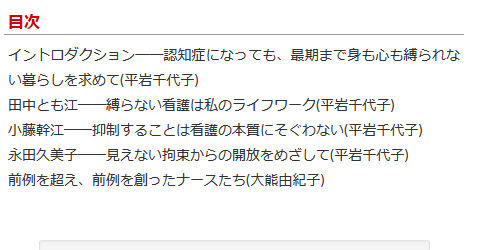 目次
イントロダクション――認知症になっても、最期まで身も心も縛られな
い暮らしを求めて(平岩千代子)
田中とも江――縛らない看護は私のライフワーク(平岩千代子)
小藤幹江――抑制することは看護の本質にそぐわない(平岩千代子)
永田久美子――見えない拘束からの開放をめざして(平岩千代子)
前例を超え、前例を創ったナースたち(大熊由紀子)